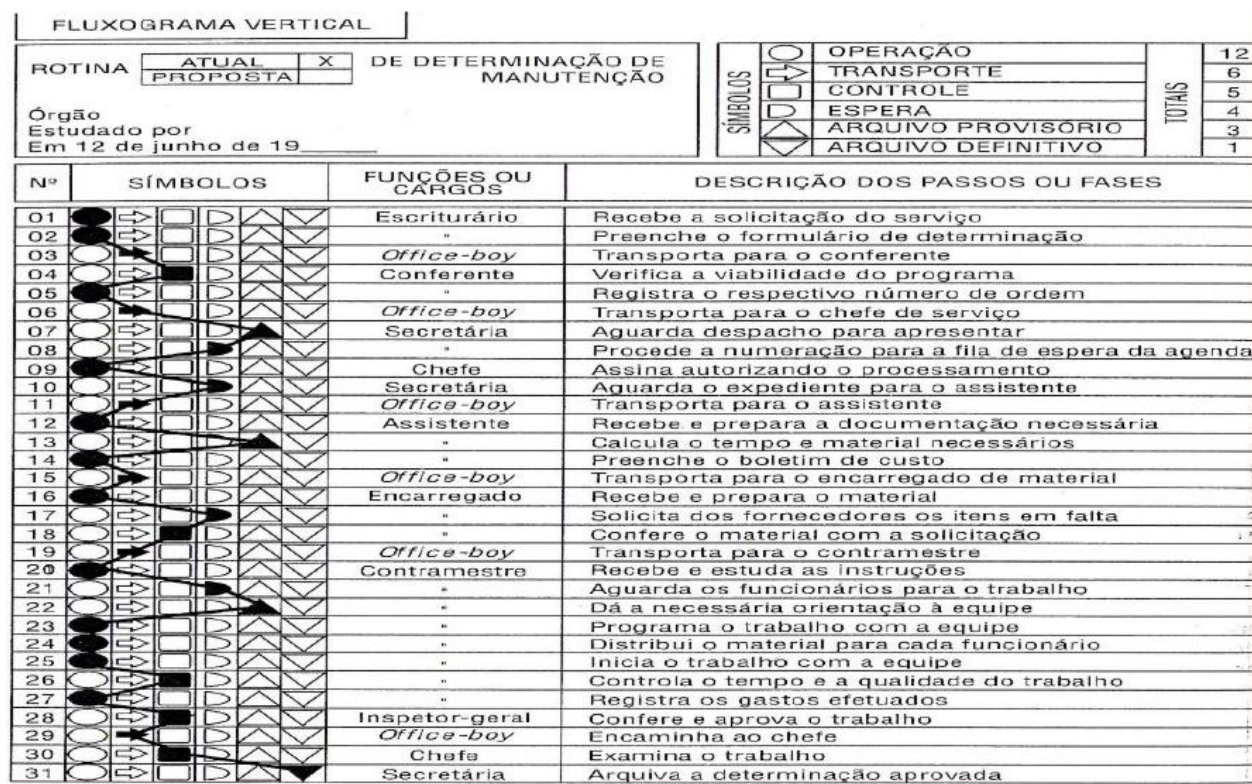 FLUXOGRAMA VERTICAL
ROTINA ATUAL X DE DETERMINAÇÃO DE
PROPOSTA MANUTENÇÃO
Órgão
Estudado por
Em 12 de junho de 19____
SÍMBOLOS
OPERAÇÃO 12
TRANSPORTE 6
CONTROLE 5
ESPERA 4
ARQUIVO PROVISÓRIO 3
ARQUIVO DEFINITIVO 1
TOTAIS
Nº SÍMBOLOS FUNÇÕES OU CARGOS DESCRIÇÃO DOS PASSOS OU FASES
01 Escriturário Recebe a solicitação do serviço
02 " Preenche o formulário de determinação
03 Office-boy Transporta para o conferente
04 Conferente Verifica a viabilidade do programa
05 " Registra o respectivo número de ordem
06 Office-boy Transporta para o chefe de serviço
07 Secretária Aguarda despacho para apresentar
08 " Procede a numeração para a fila de espera da agenda
09 Chefe Assina autorizando o processamento
10 Secretária Aguarda o expediente para o assistente
11 Office-boy Transporta para o assistente
12 Assistente Recebe e prepara a documentação necessária
13 " Calcula o tempo e material necessários
14 " Preenche o boletim de custo
15 Office-boy Transporta para o encarregado de material
16 Encarregado Recebe e prepara o material
17 " Solicita dos fornecedores os itens em falta
18 " Confere o material com a solicitação
19 Office-boy Transporta para o contramestre
20 Contramestre Recebe e estuda as instruções
21 " Aguarda os funcionários para o trabalho
22 " Dá a necessária orientação à equipe
23 " Programa o trabalho com a equipe
24 " Distribui o material para cada funcionário
25 " Inicia o trabalho com a equipe
26 " Controla o tempo e a qualidade do trabalho
27 " Registra os gastos efetuados
28 Inspetor-geral Confere e aprova o trabalho
29 Office-boy Encaminha ao chefe
30 Chefe Examina o trabalho
31 Secretária Arquiva a determinação aprovada